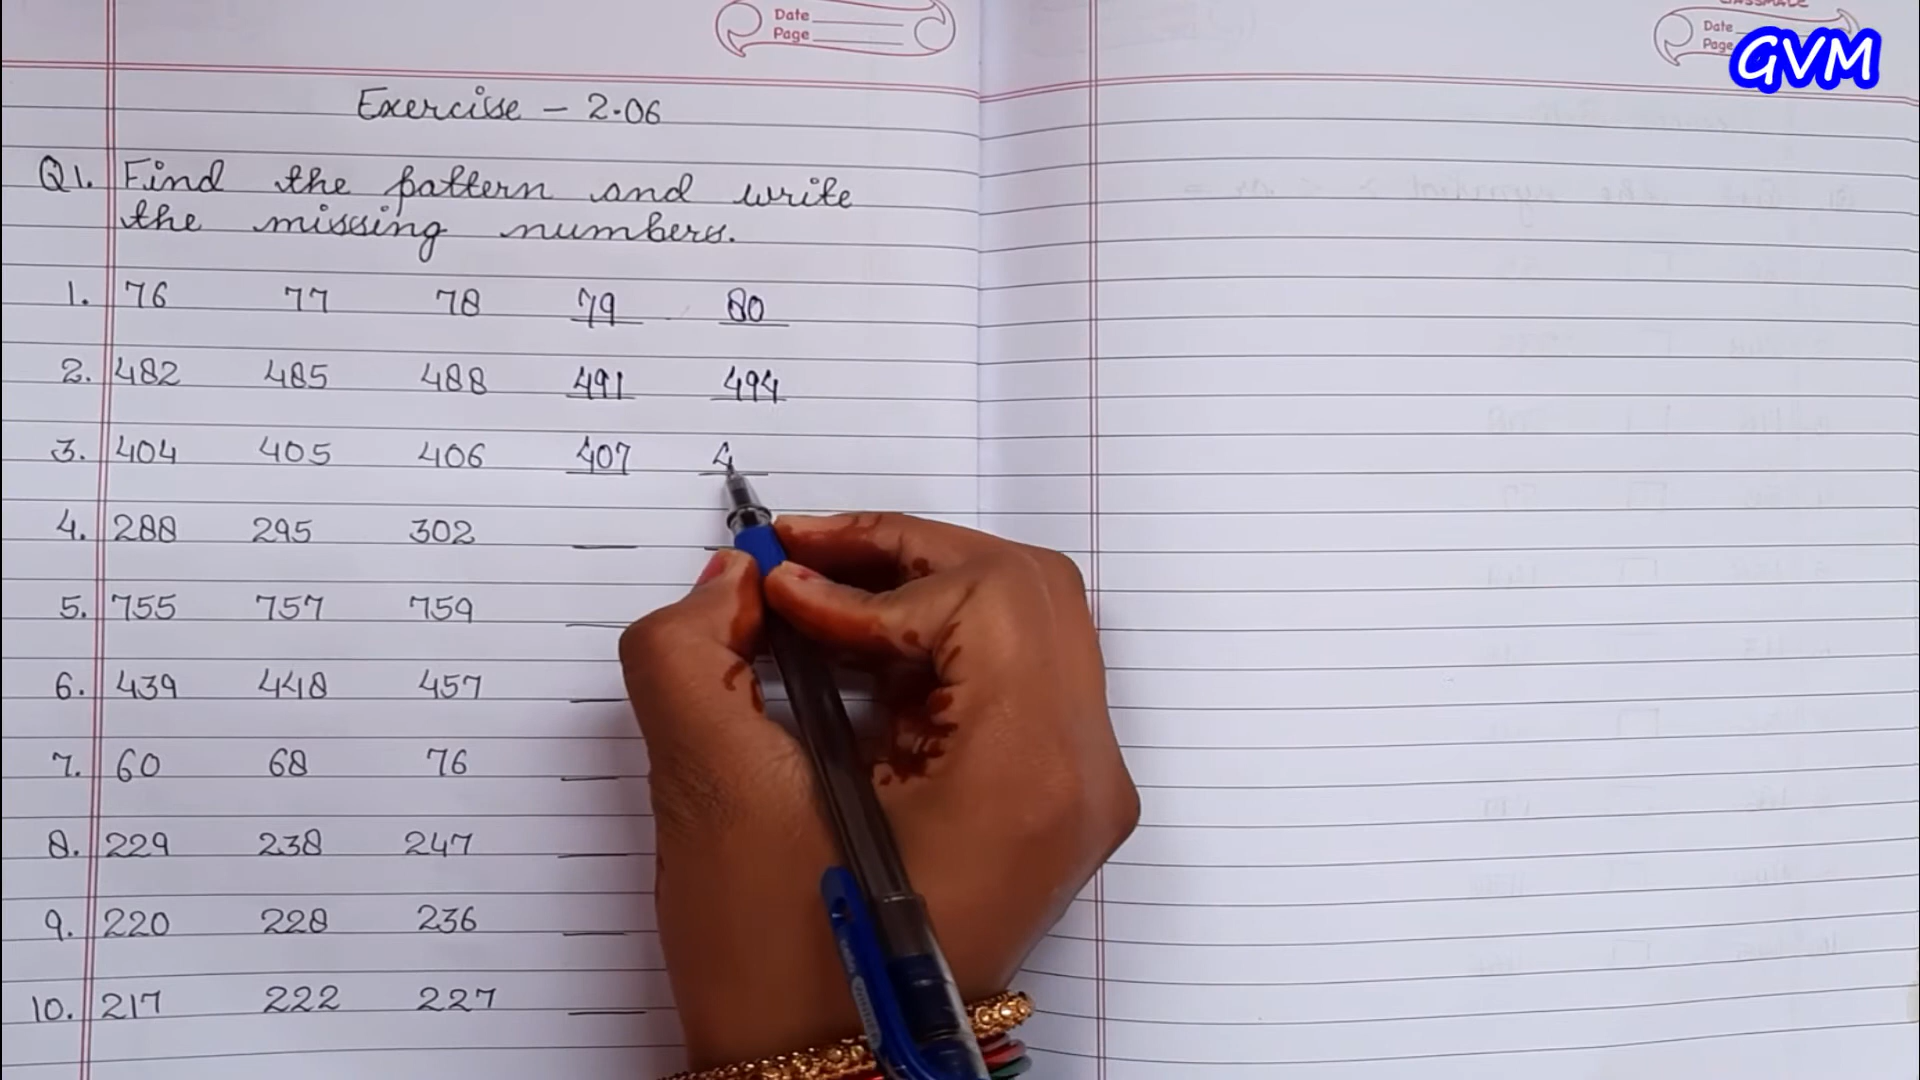 Date
Page
Date
Page
GVM
Exercise - 2.06
Q1. Find the pattern and write
the missing numbers.
1. 76 77 78 79 80
2. 482 485 488 491 494
3. 404 405 406 407 4
4. 288 295 302
5. 755 757 759
6. 439 448 457
7. 60 68 76
8. 229 238 247
9. 220 228 236
10. 217 222 227